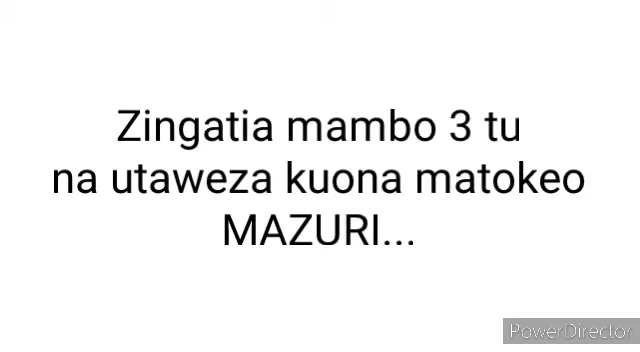 Zingatia mambo 3 tu
na utaweza kuona matokeo
MAZURI...
PowerDirector